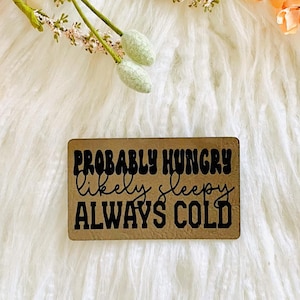 PROBABLY HUNGRY
likely sleepy
ALWAYS COLD